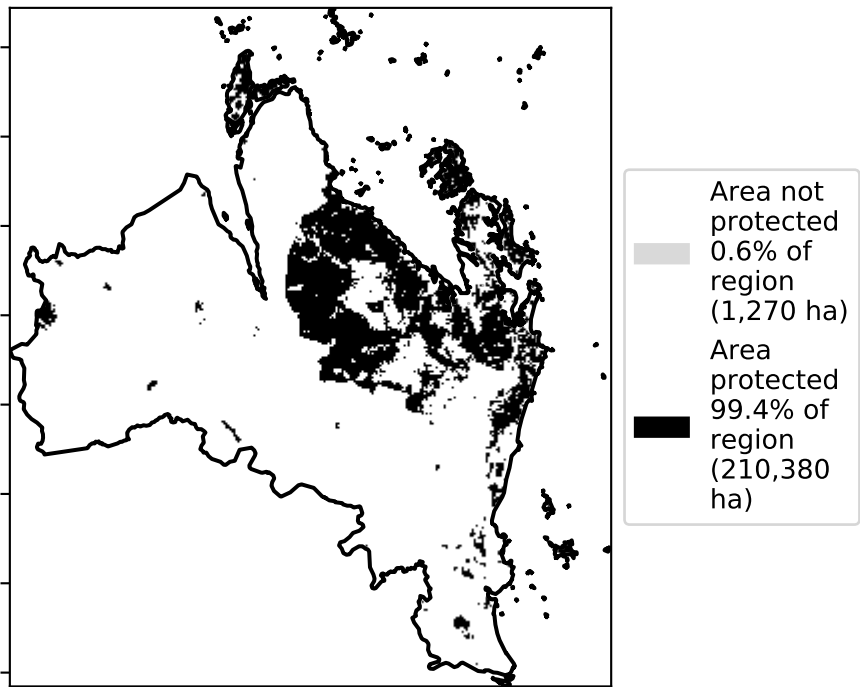 Area not
protected
0.6% of
region
(1,270 ha)
Area
protected
99.4% of
region
(210,380
ha)